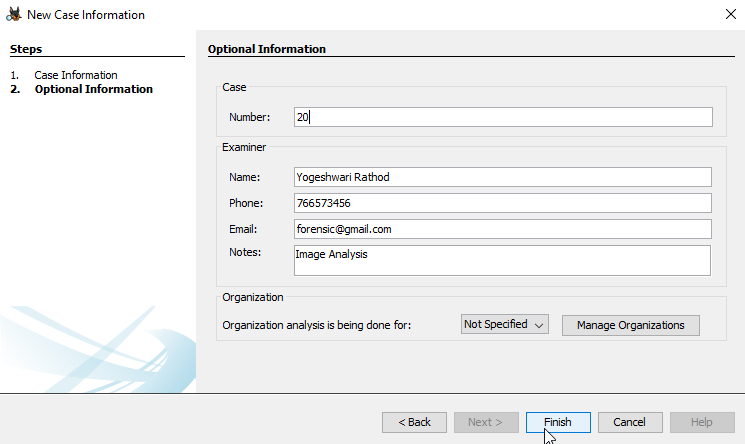 New Case Information
Steps
1. Case Information
2. Optional Information
Optional Information
Case
Number: 20
Examiner
Name: Yogeshwari Rathod
Phone: 766573456
Email: forensic@gmail.com
Notes: Image Analysis
Organization
Organization analysis is being done for: Not Specified Manage Organizations
< Back Next > Finish Cancel Help